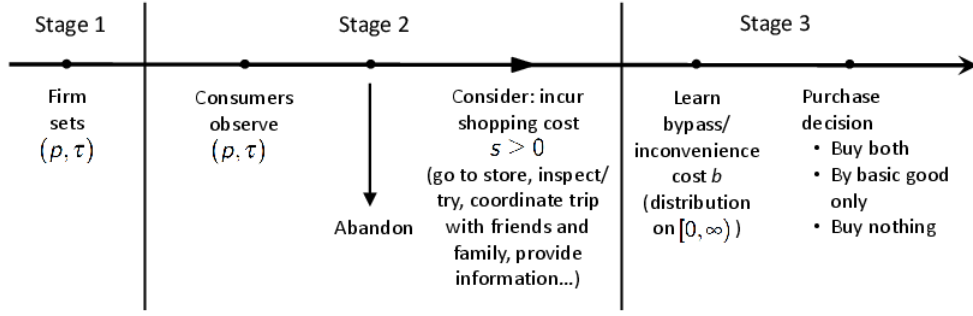 Stage 1
Stage 2
Stage 3
Firm
sets
(p, τ)
Consumers
observe (p, τ)
Abandon
Consider: incur
shopping cost
s > 0
(go to store, inspect/
try, coordinate trip
with friends and
family, provide
information...)
Learn
bypass/
inconvenience
cost b
(distribution
on [0, ∞) )
Purchase
decision
• Buy both
• By basic good
only
• Buy nothing